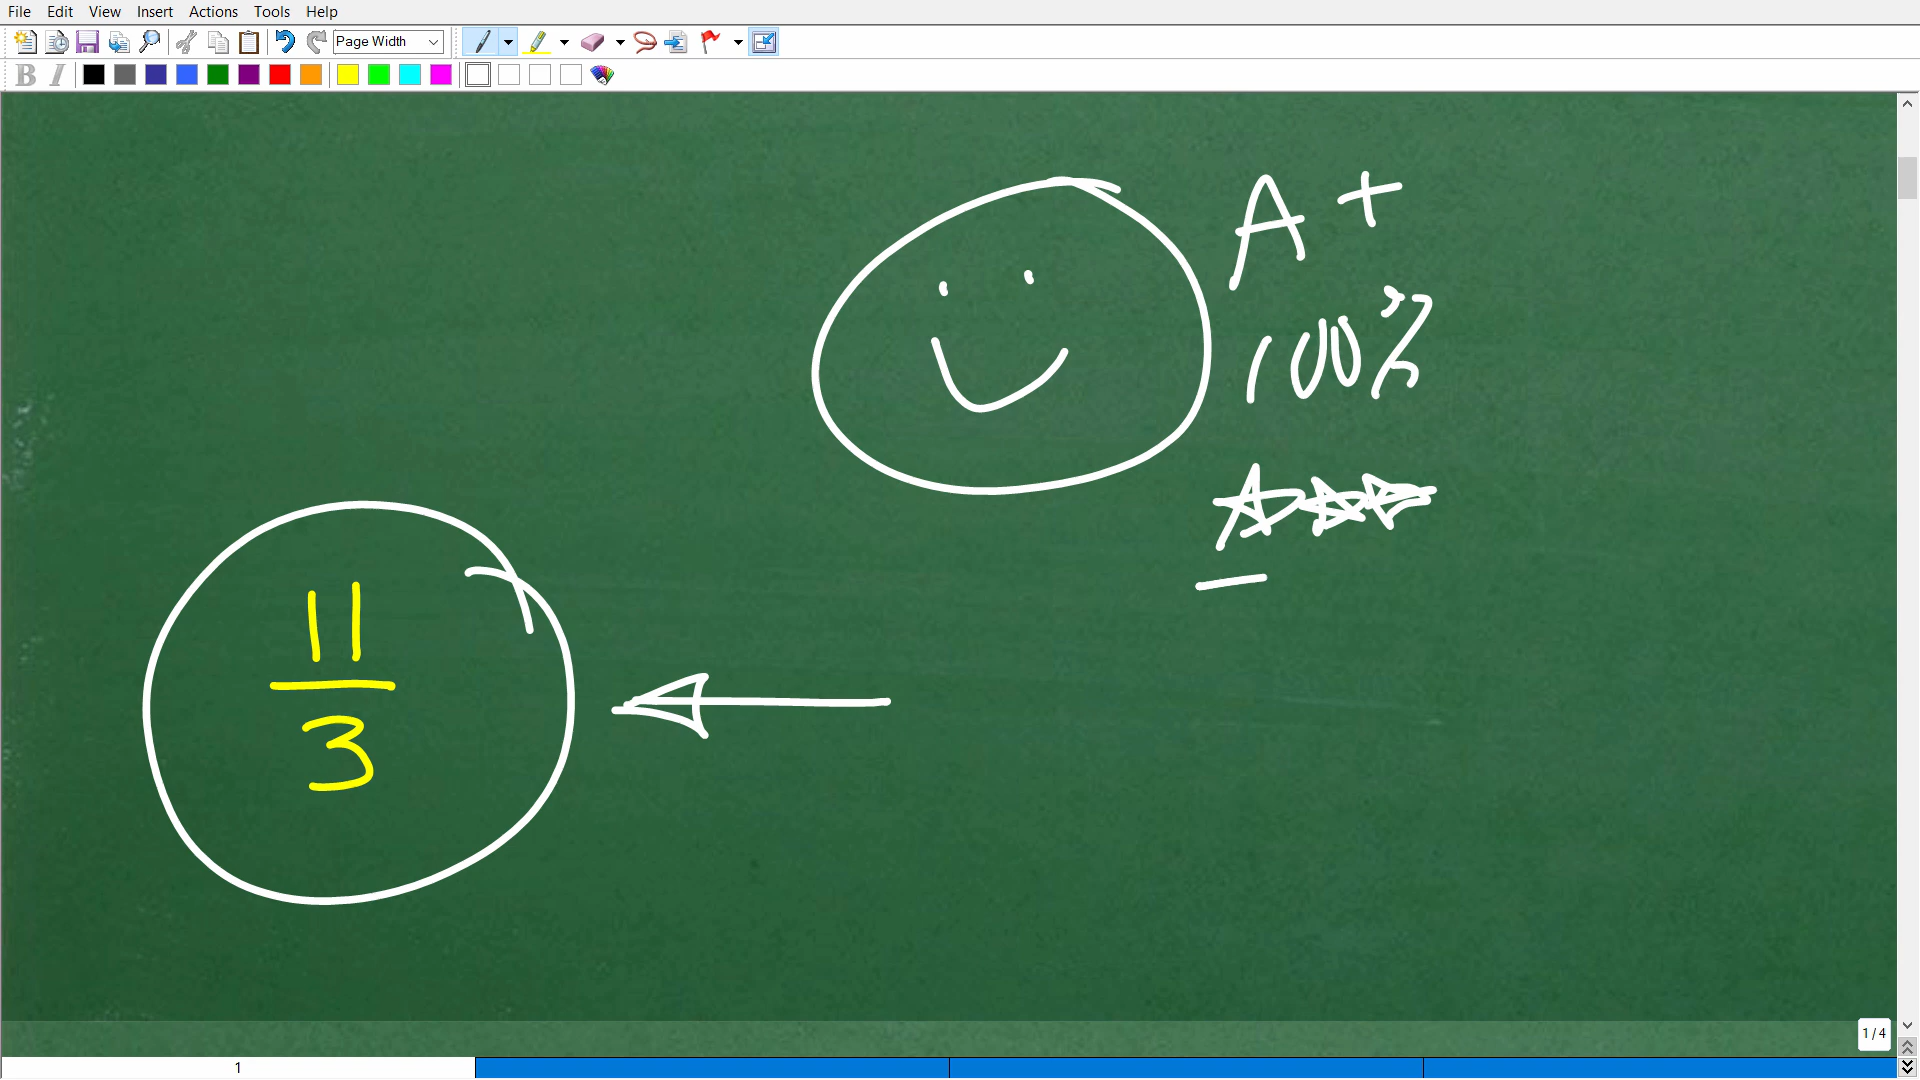 File Edit View Insert Actions Tools Help
Page Width
B I
A+
100%
11
3
1/4
1